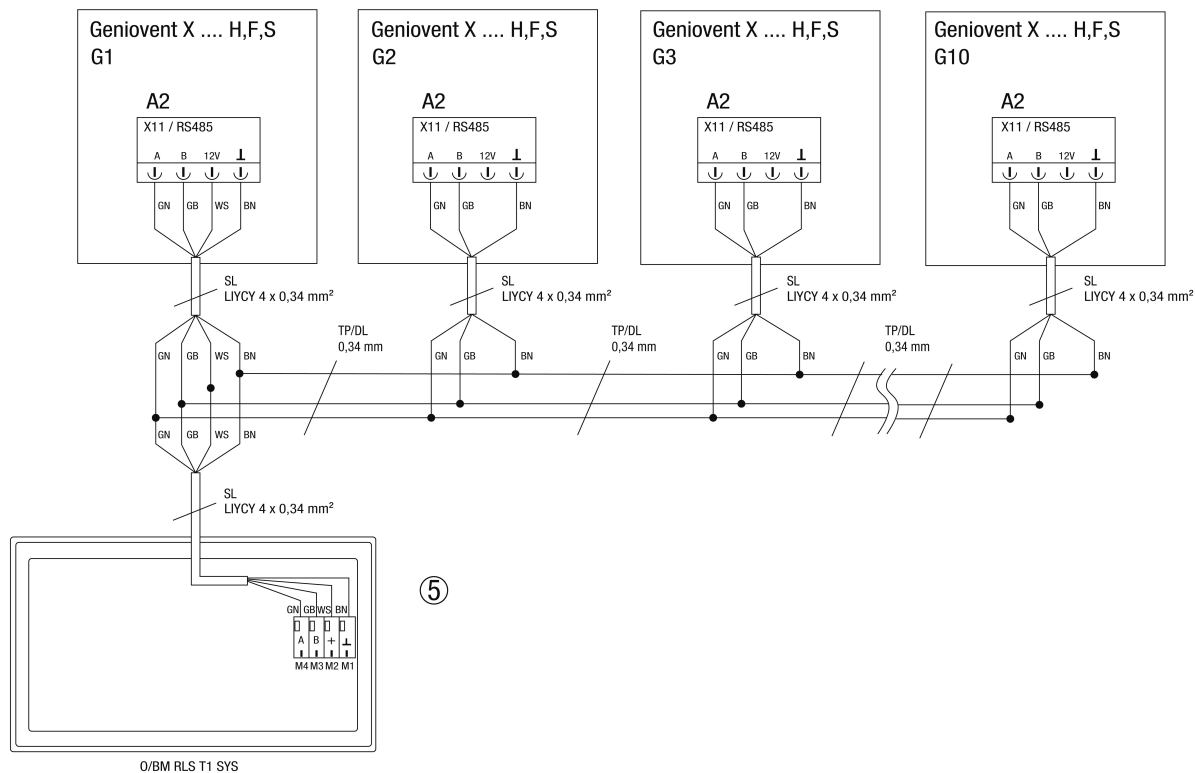 Geniovent X .... H,F,S
G1
A2
X11 / RS485
A B 12V
GN GB WS BN
SL
LIYCY 4 x 0,34 mm²
Geniovent X .... H,F,S
G2
A2
X11 / RS485
A B 12V
GN GB BN
SL
LIYCY 4 x 0,34 mm²
Geniovent X .... H,F,S
G3
A2
X11 / RS485
A B 12V
GN GB BN
SL
LIYCY 4 x 0,34 mm²
Geniovent X .... H,F,S
G10
A2
X11 / RS485
A B 12V
GN GB BN
SL
LIYCY 4 x 0,34 mm²
GN GB WS BN
TP/DL
0,34 mm
GN GB BN
TP/DL
0,34 mm
GN GB BN
TP/DL
0,34 mm
GN GB BN
GN GB WS BN
SL
LIYCY 4 x 0,34 mm²
⑤
GN GB WS BN
A B +
M4 M3 M2 M1
O/BM RLS T1 SYS